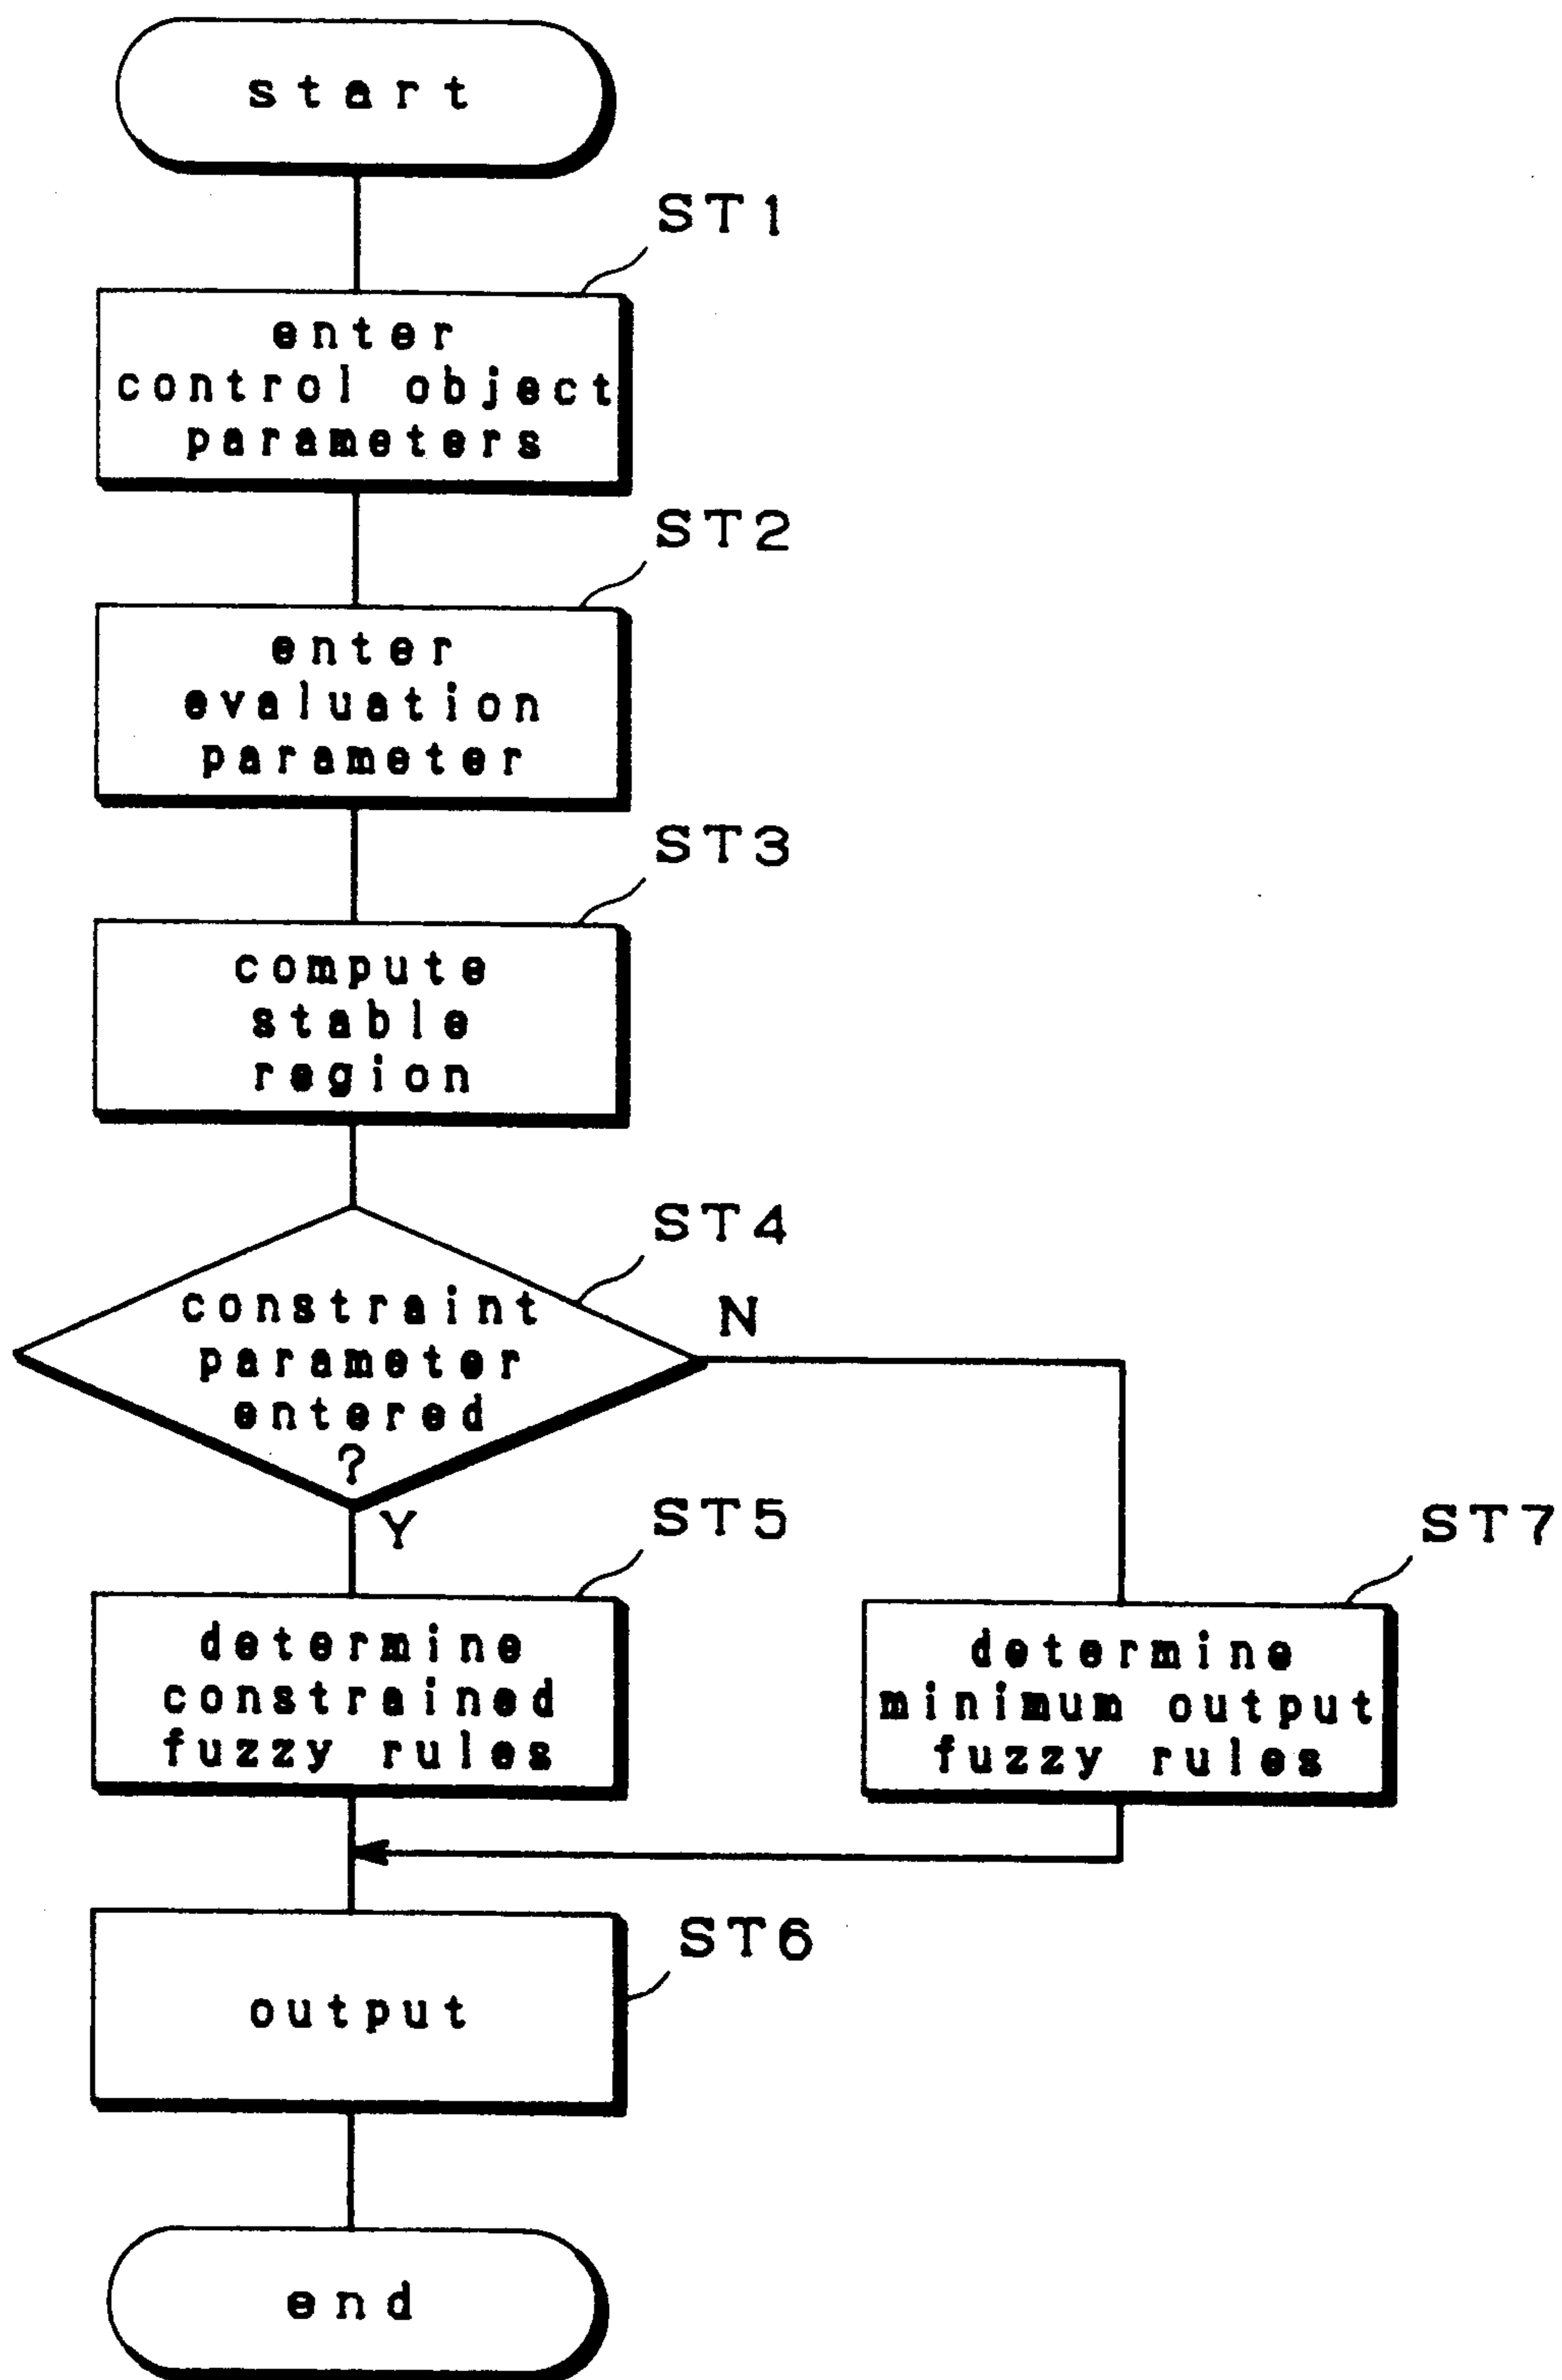 start
ST1
enter
control object
parameters
ST2
enter
evaluation
parameter
ST3
compute
stable
region
ST4
constraint
parameter
entered
?
N
Y
ST5
determine
constrained
fuzzy rules
ST7
determine
minimum output
fuzzy rules
ST6
output
end